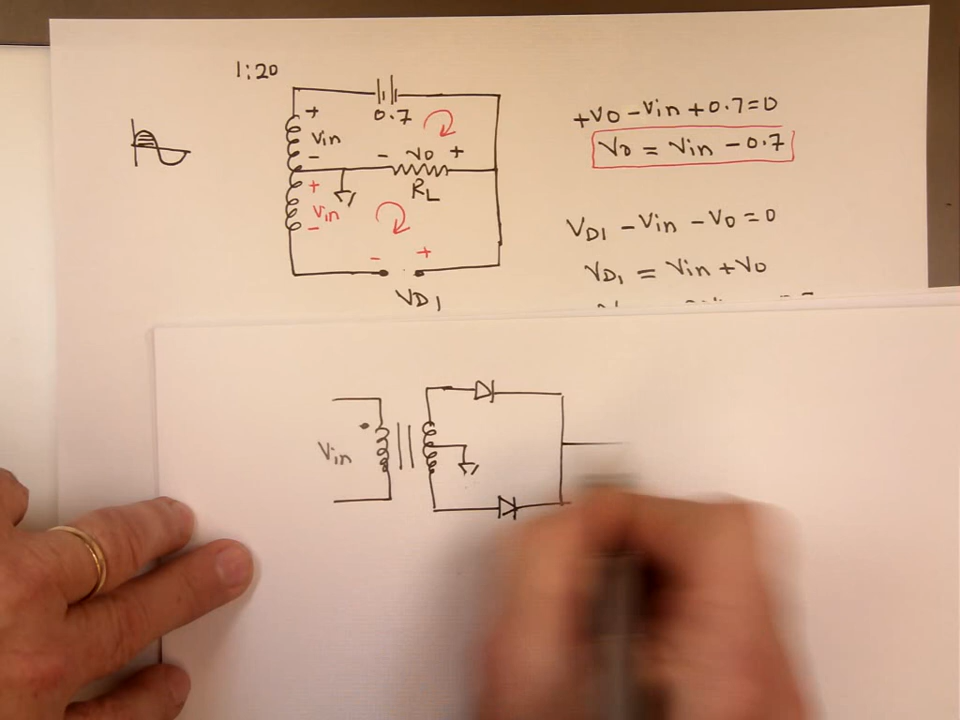 1:20
+
0.7
Vin
-
- Vo +
RL
+
Vin
-
- +
VD1
+Vo - Vin + 0.7 = 0
Vo = Vin - 0.7
VD1 - Vin - Vo = 0
VD1 = Vin + Vo
Vin